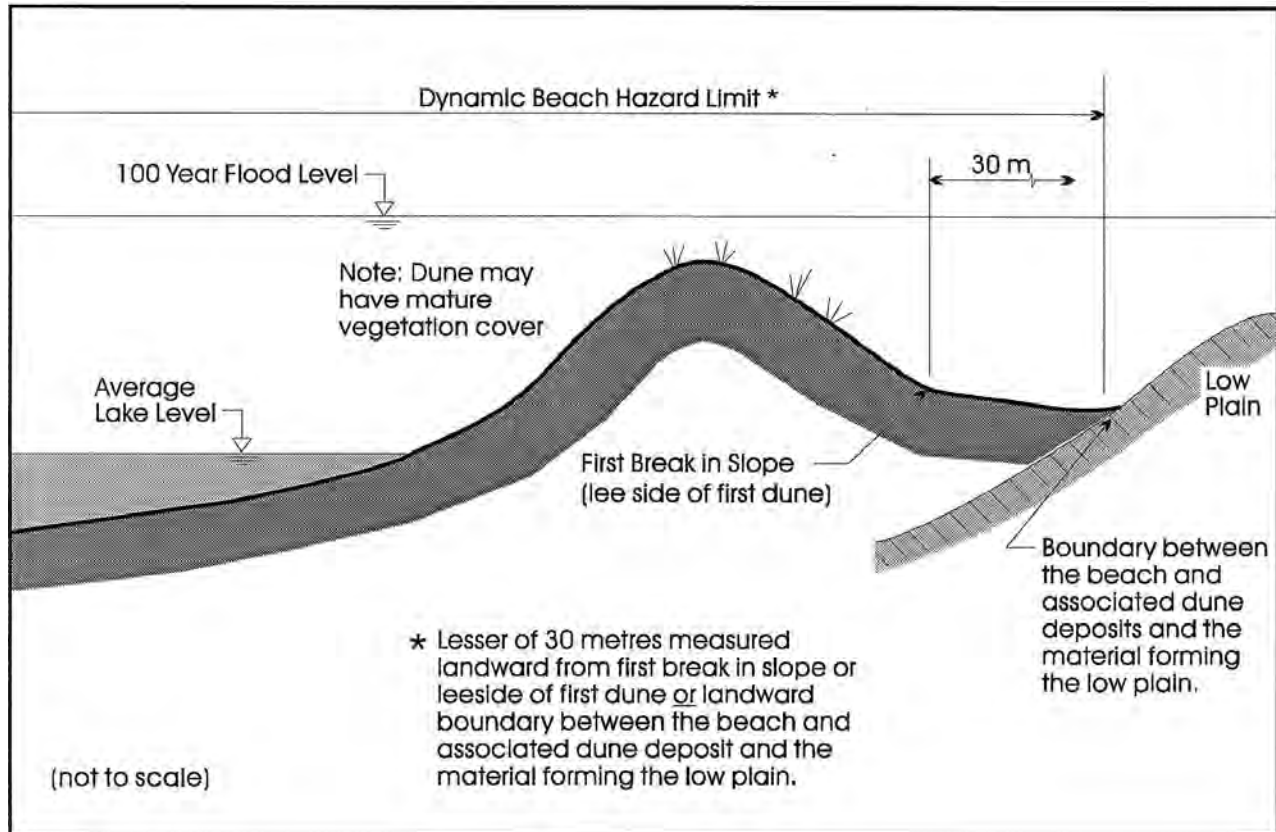 Dynamic Beach Hazard Limit *
30 m
100 Year Flood Level
Note: Dune may
have mature
vegetation cover
Average
Lake Level
Low
Plain
First Break in Slope
(lee side of first dune)
Boundary between
the beach and
associated dune
deposits and the
material forming
the low plain.
* Lesser of 30 metres measured
landward from first break in slope or
leeside of first dune or landward
boundary between the beach and
associated dune deposit and the
material forming the low plain.
(not to scale)